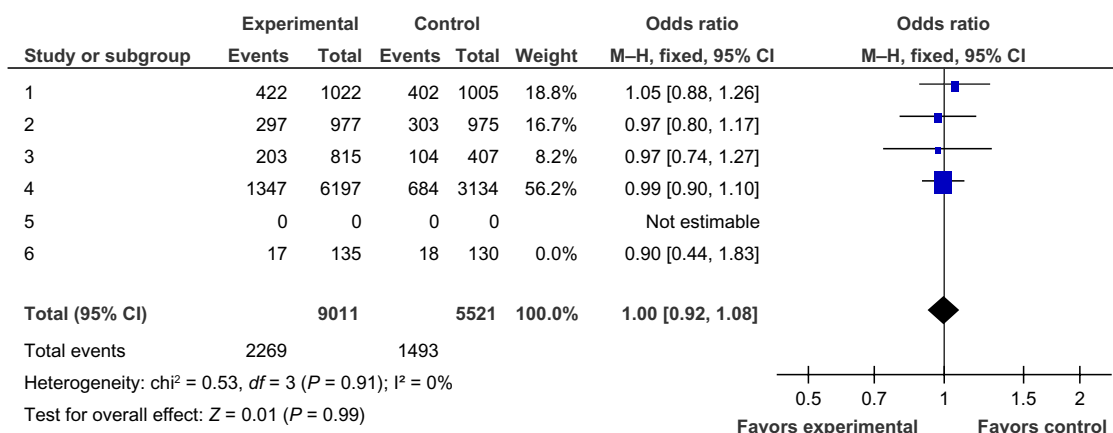 Experimental Control Odds ratio Odds ratio
Study or subgroup Events Total Events Total Weight M–H, fixed, 95% CI M–H, fixed, 95% CI
1 422 1022 402 1005 18.8% 1.05 [0.88, 1.26]
2 297 977 303 975 16.7% 0.97 [0.80, 1.17]
3 203 815 104 407 8.2% 0.97 [0.74, 1.27]
4 1347 6197 684 3134 56.2% 0.99 [0.90, 1.10]
5 0 0 0 0 Not estimable
6 17 135 18 130 0.0% 0.90 [0.44, 1.83]
Total (95% CI) 9011 5521 100.0% 1.00 [0.92, 1.08]
Total events 2269 1493
Heterogeneity: chi² = 0.53, df = 3 (P = 0.91); I² = 0%
Test for overall effect: Z = 0.01 (P = 0.99)
0.5 0.7 1 1.5 2
Favors experimental Favors control